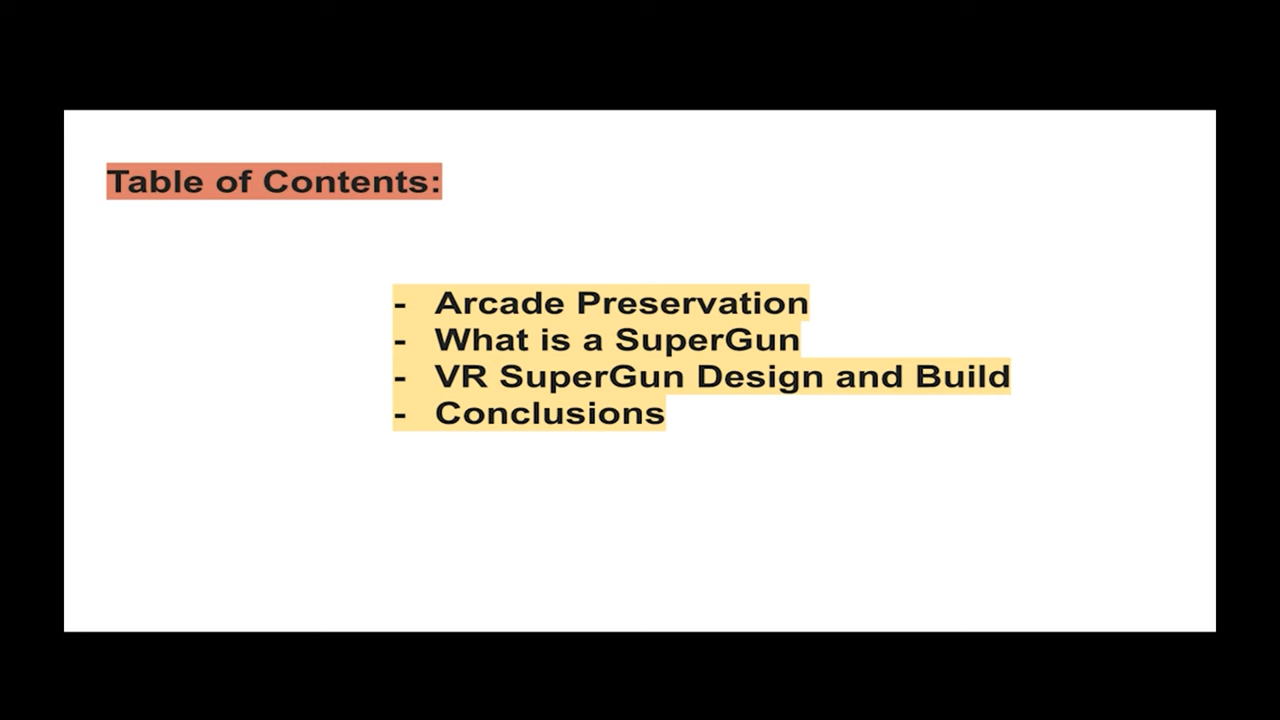 Table of Contents:
- Arcade Preservation
- What is a SuperGun
- VR SuperGun Design and Build
- Conclusions